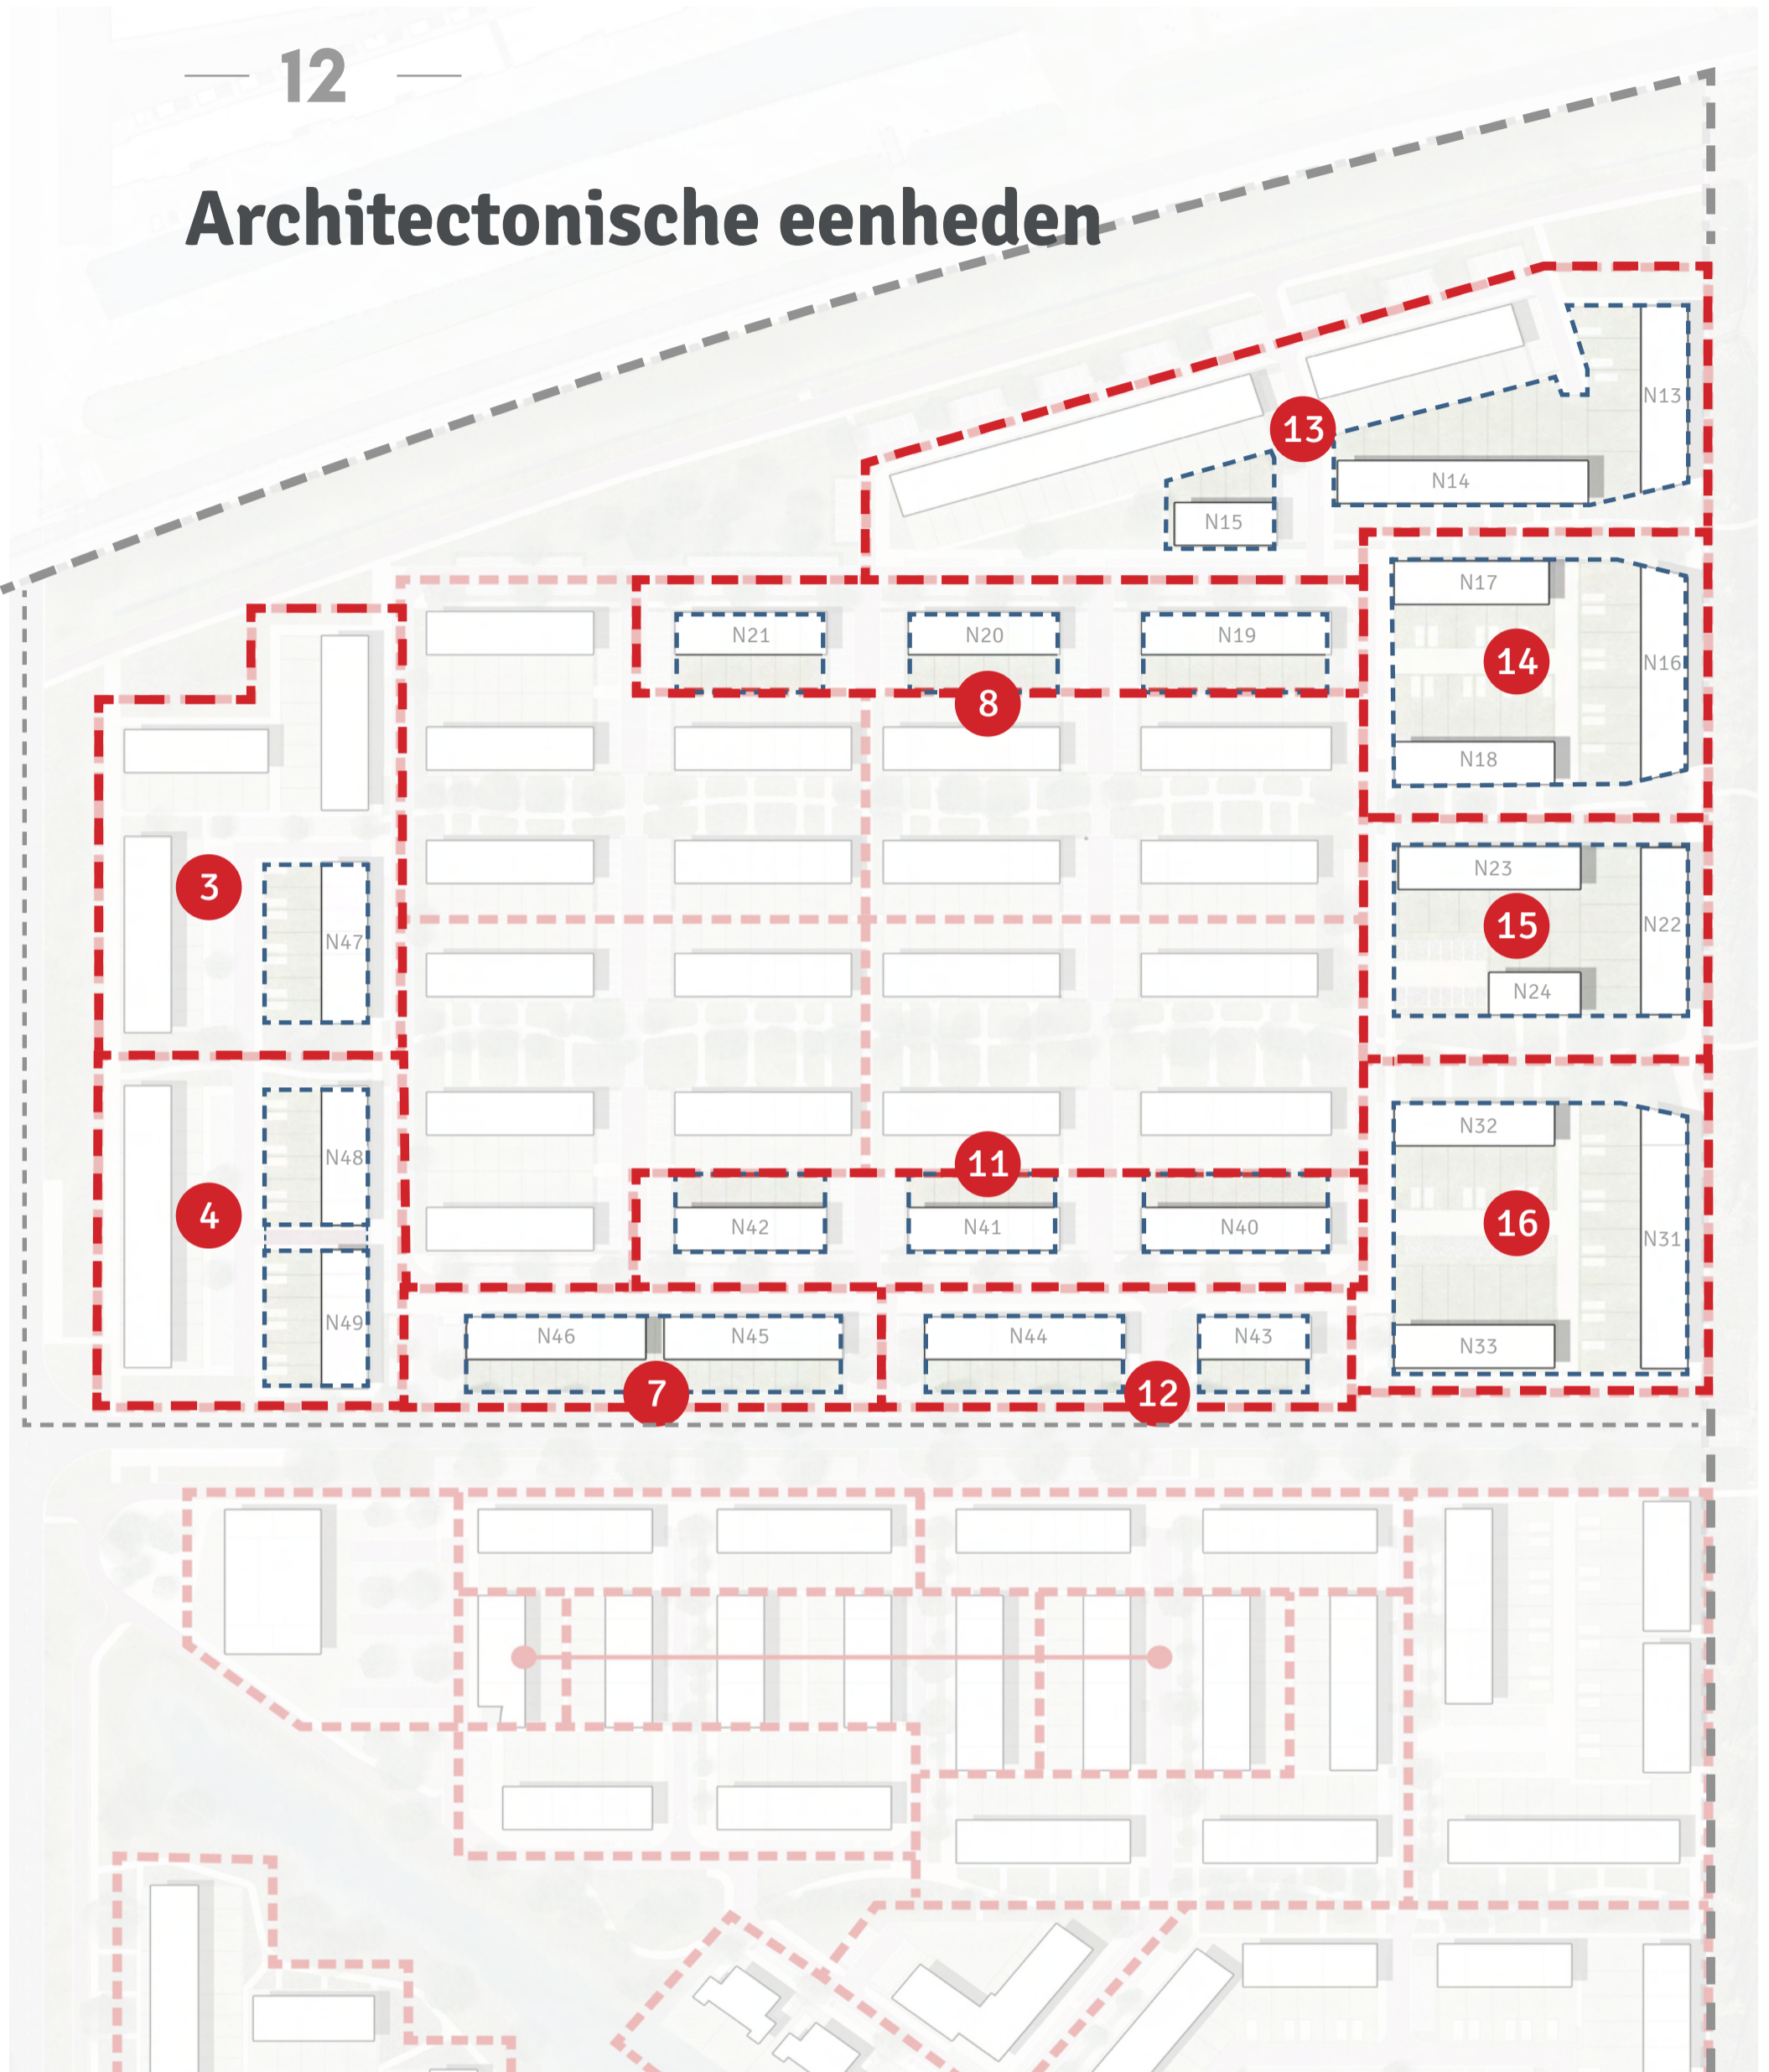 12
Architectonische eenheden
N13
13
N14
N15
N17
N21
N20
N19
14
N16
8
N18
N23
3
15
N22
N47
N24
N32
N48
11
4
N42
N41
N40
16
N31
N49
N46
N45
N44
N43
N33
7
12